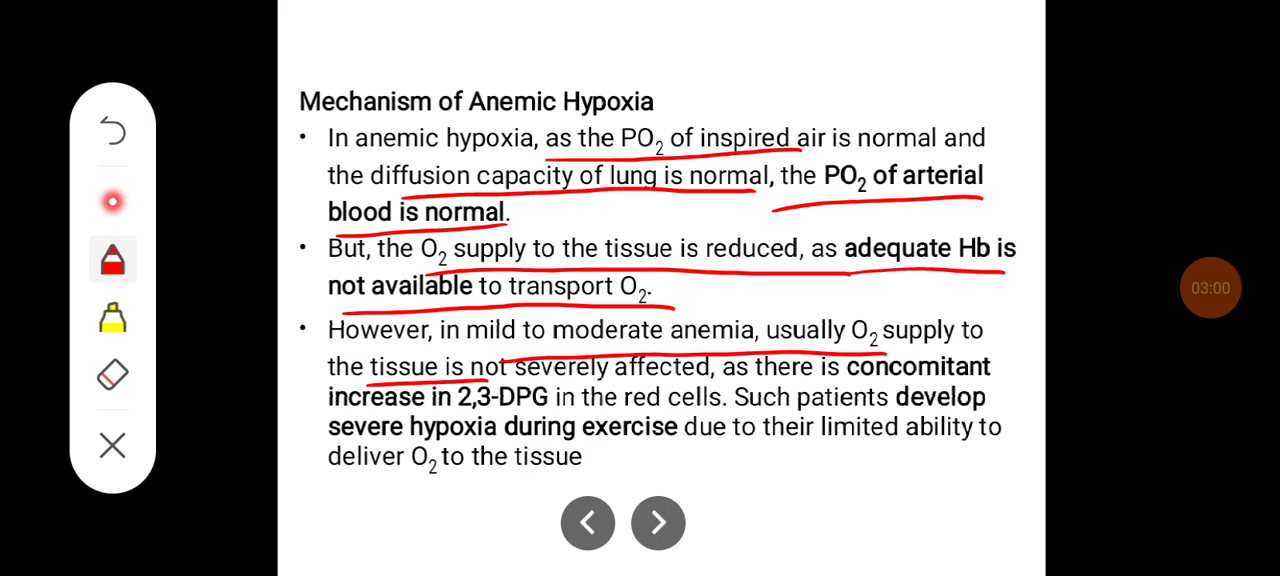 Mechanism of Anemic Hypoxia
• In anemic hypoxia, as the PO2 of inspired air is normal and
the diffusion capacity of lung is normal, the PO2 of arterial
blood is normal.
• But, the O2 supply to the tissue is reduced, as adequate Hb is
not available to transport O2.
• However, in mild to moderate anemia, usually O2 supply to
the tissue is not severely affected, as there is concomitant
increase in 2,3-DPG in the red cells. Such patients develop
severe hypoxia during exercise due to their limited ability to
deliver O2 to the tissue
03:00